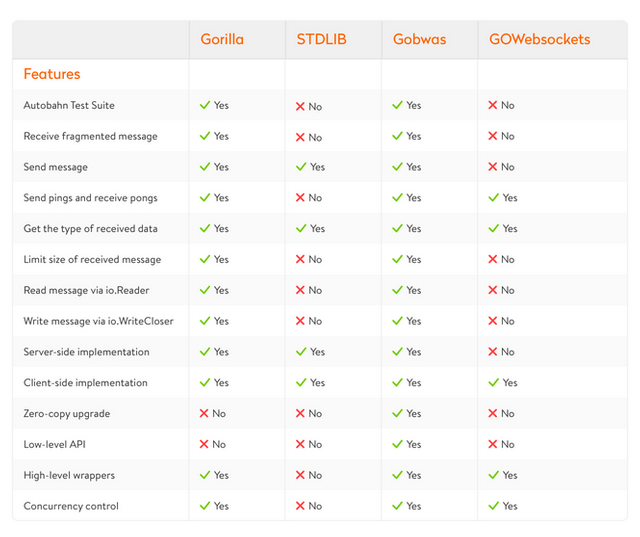 Gorilla STDLIB Gobwas GOWebsockets
Features
Autobahn Test Suite Yes No Yes No
Receive fragmented message Yes No Yes No
Send message Yes Yes Yes No
Send pings and receive pongs Yes No Yes Yes
Get the type of received data Yes Yes Yes Yes
Limit size of received message Yes No Yes No
Read message via io.Reader Yes No Yes No
Write message via io.WriteCloser Yes No Yes No
Server-side implementation Yes Yes Yes No
Client-side implementation Yes Yes Yes Yes
Zero-copy upgrade No No Yes No
Low-level API No No Yes No
High-level wrappers Yes No Yes Yes
Concurrency control Yes No Yes Yes